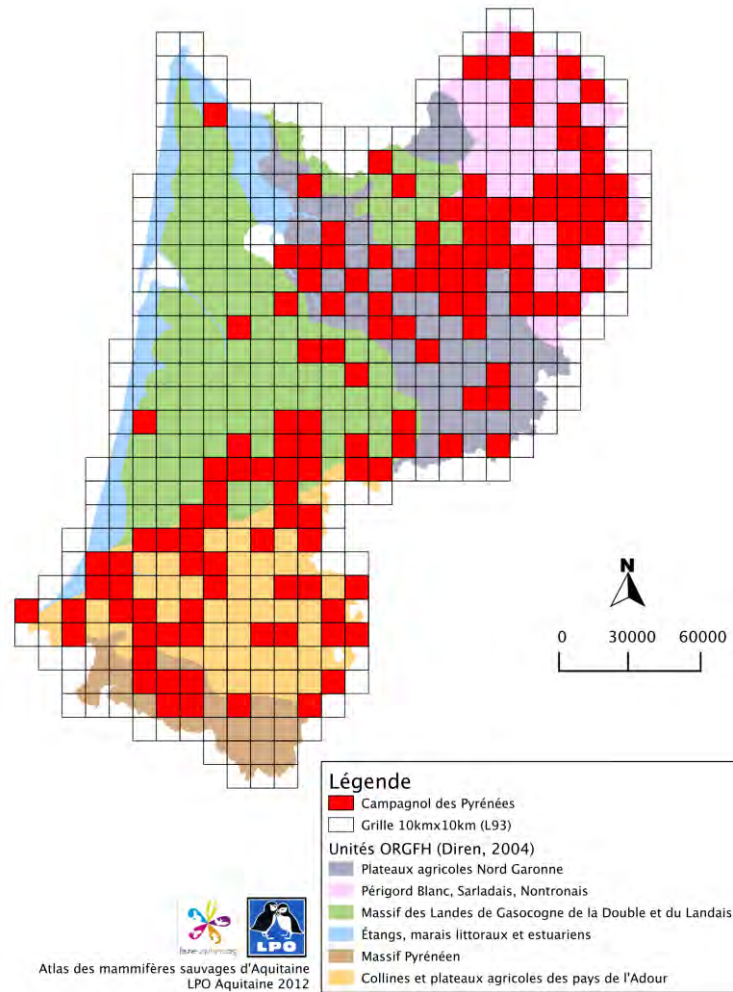 N
0 30000 60000
Légende
Campagnol des Pyrénées
Grille 10kmx10km (L93)
Unités ORGFH (Diren, 2004)
Plateaux agricoles Nord Garonne
Périgord Blanc, Sarladais, Nontronais
Massif des Landes de Gasocogne de la Double et du Landais
Étangs, marais littoraux et estuariens
Massif Pyrénéen
Collines et plateaux agricoles des pays de l'Adour
LPO
Atlas des mammifères sauvages d'Aquitaine
LPO Aquitaine 2012